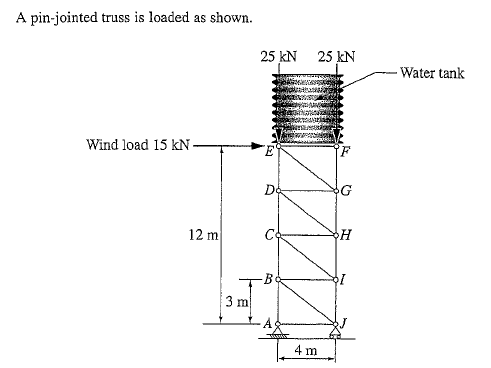 A pin-jointed truss is loaded as shown.
25 kN 25 kN
Water tank
Wind load 15 kN
E F
D G
12 m C H
B I
3 m
A J
4 m